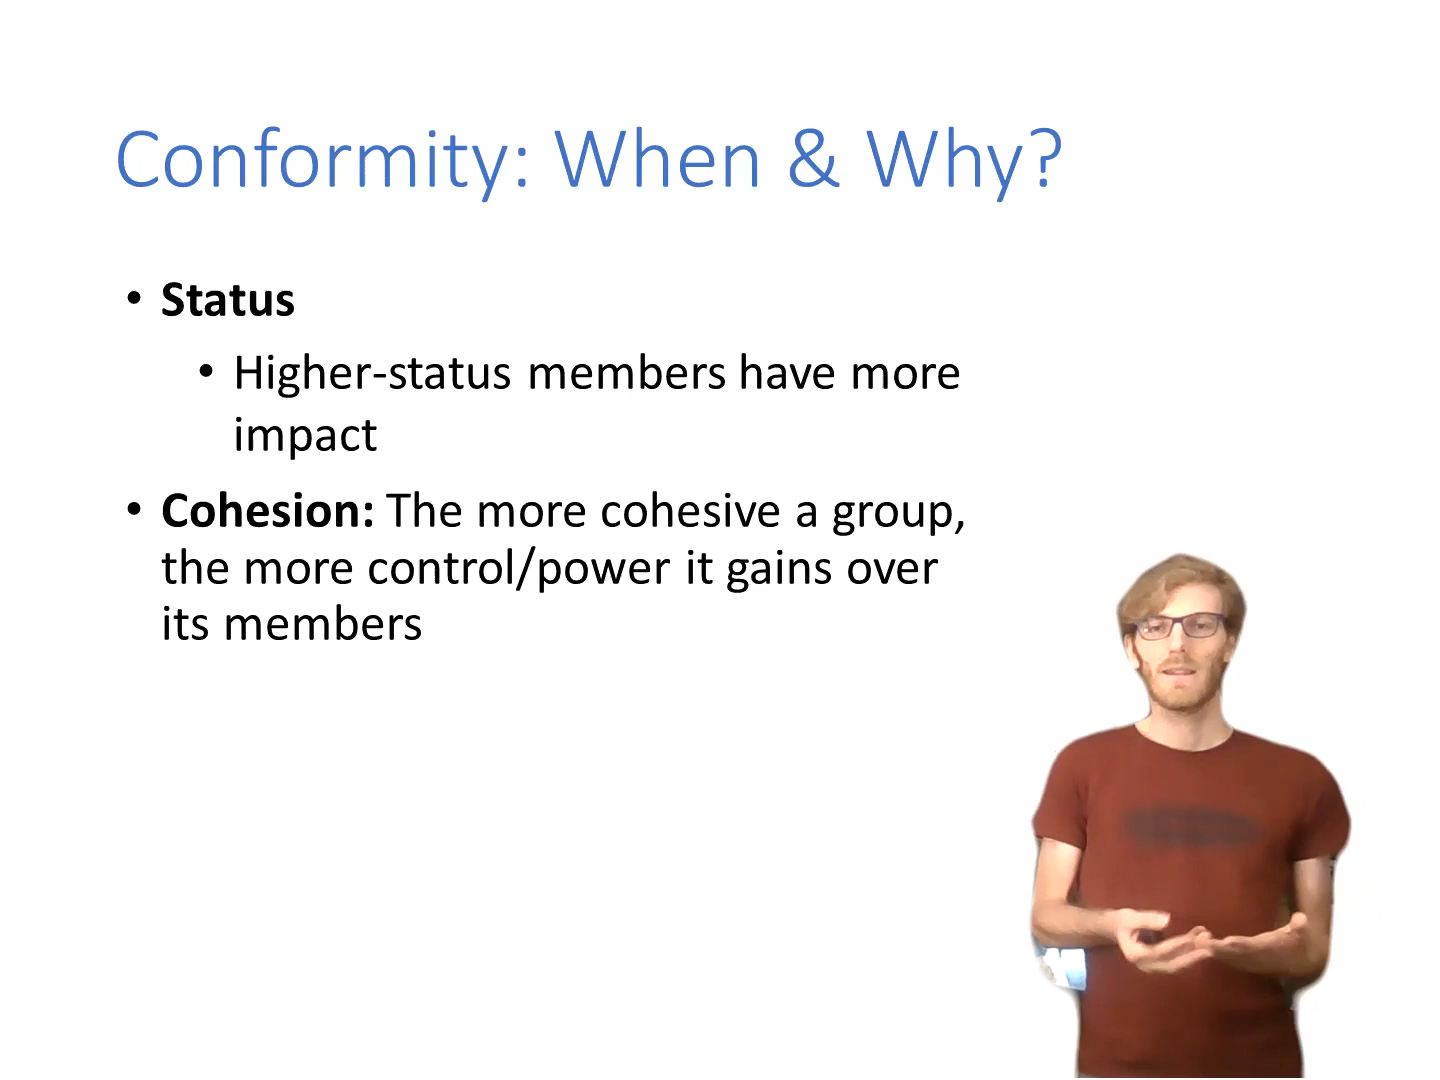 Conformity: When & Why?
• Status
• Higher-status members have more
impact
• Cohesion: The more cohesive a group,
the more control/power it gains over
its members